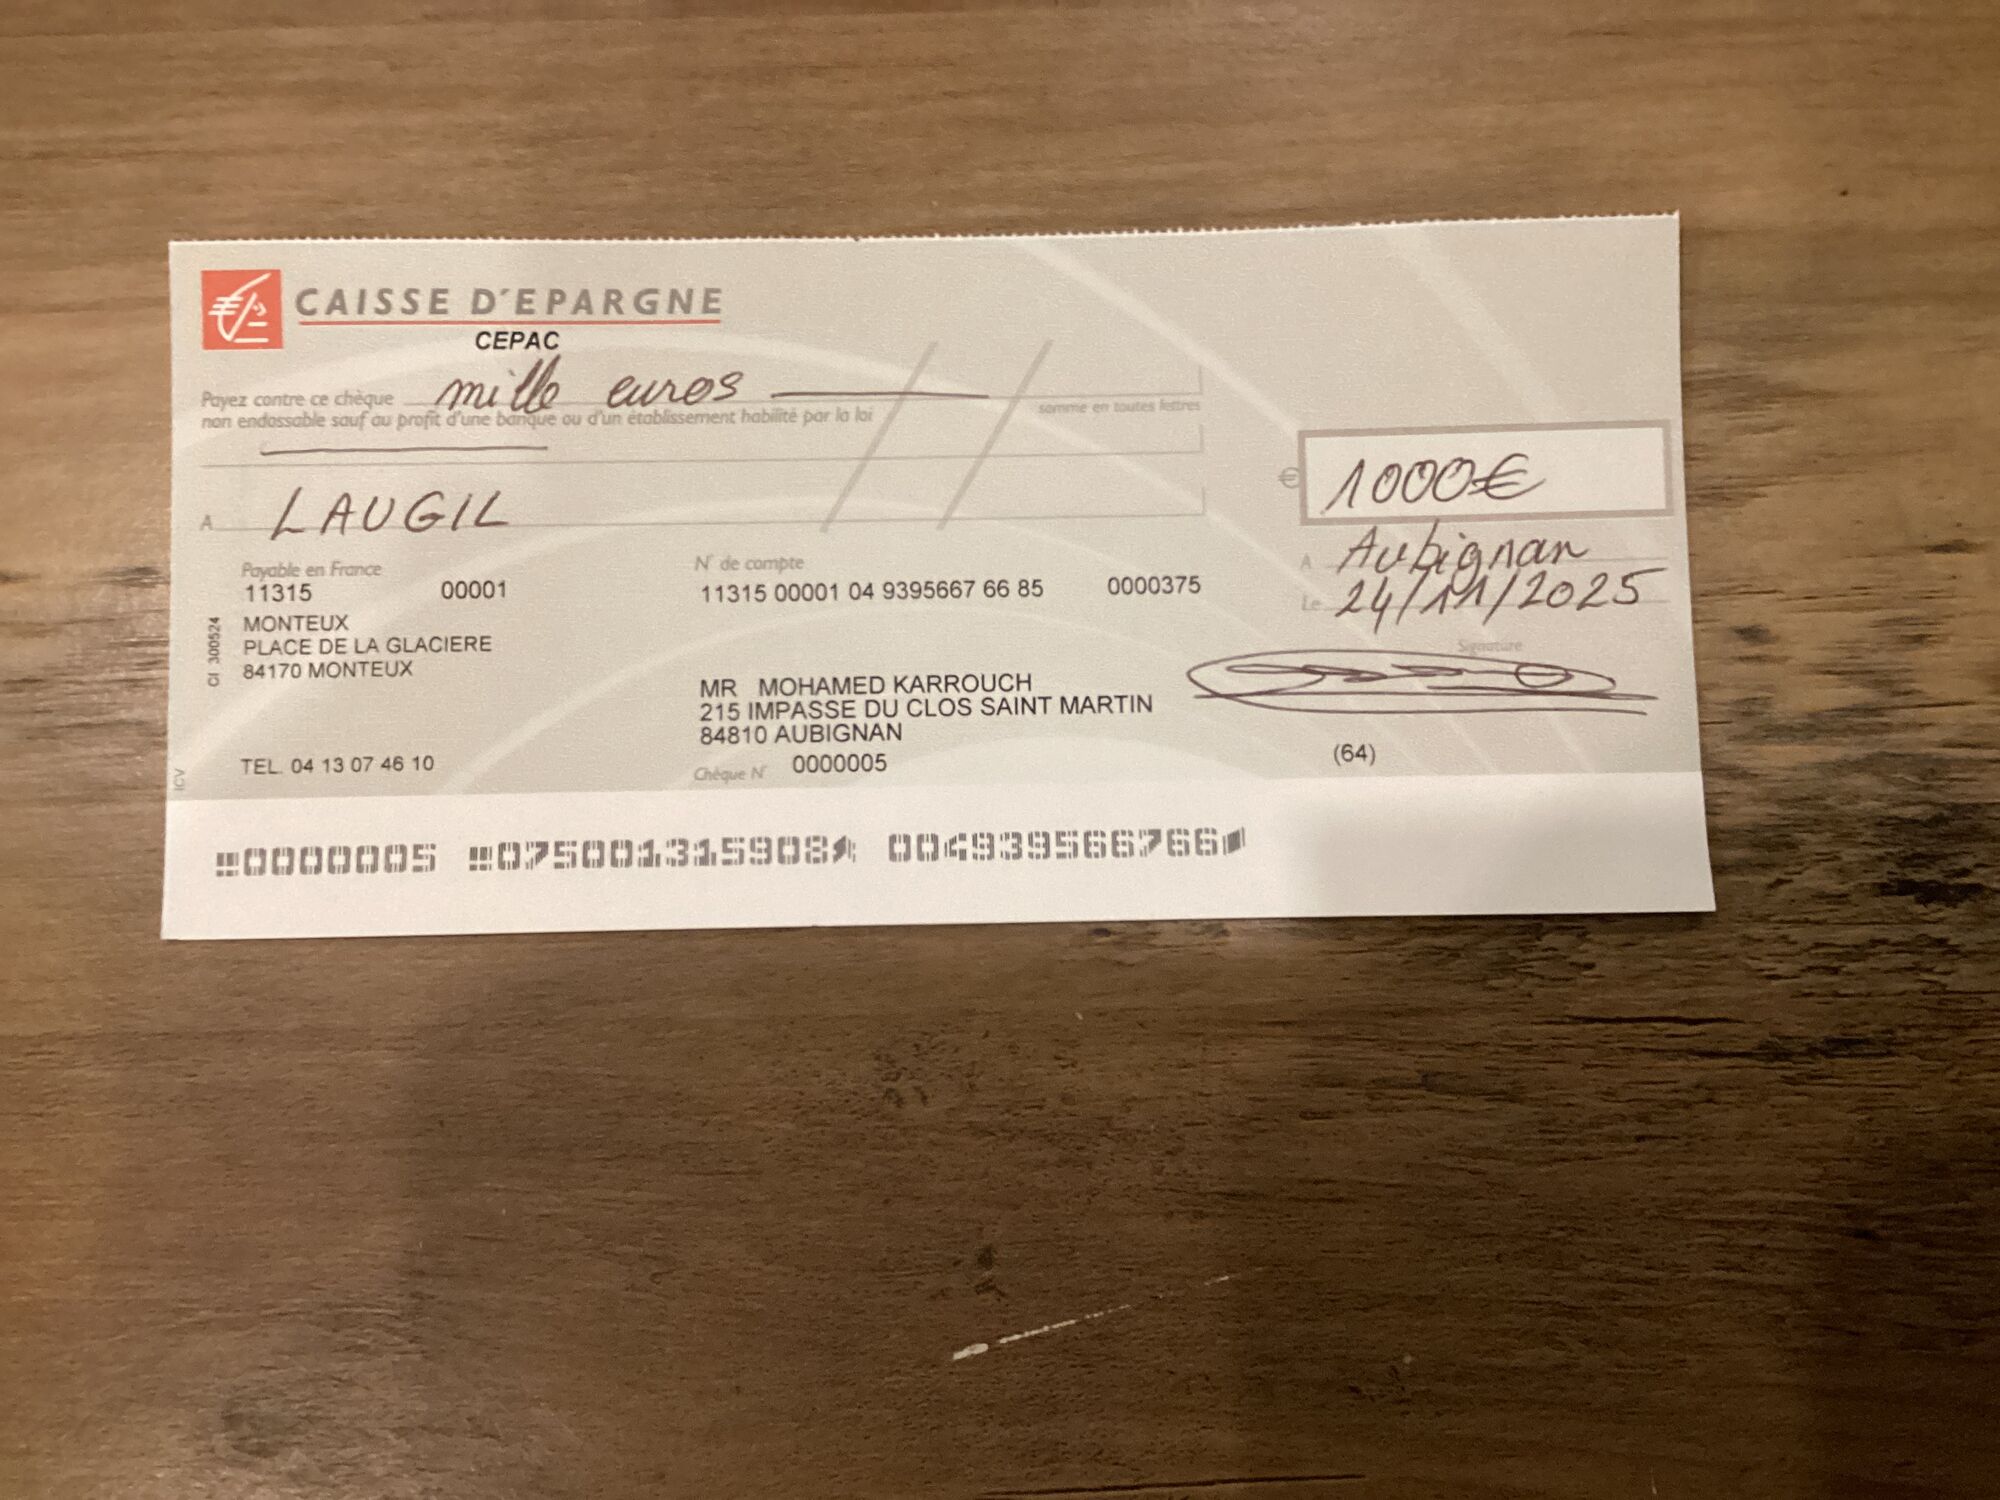 CAISSE D'EPARGNE
CEPAC
Payez contre ce chèque mille euros
non endossable sauf au profit d'une banque ou d'un établissement habilité par la loi
somme en toutes lettres
€ 1000€
A LAUGIL
A Aubignan
Le 24/11/2025
Payable en France
11315 00001
MONTEUX
PLACE DE LA GLACIERE
84170 MONTEUX
TEL. 04 13 07 46 10
CI 300524
ICV
N° de compte
11315 00001 04 9395667 66 85 0000375
Signature
MR MOHAMED KARROUCH
215 IMPASSE DU CLOS SAINT MARTIN
84810 AUBIGNAN
Chèque N° 0000005
(64)
0000005 075001315908 004939566766